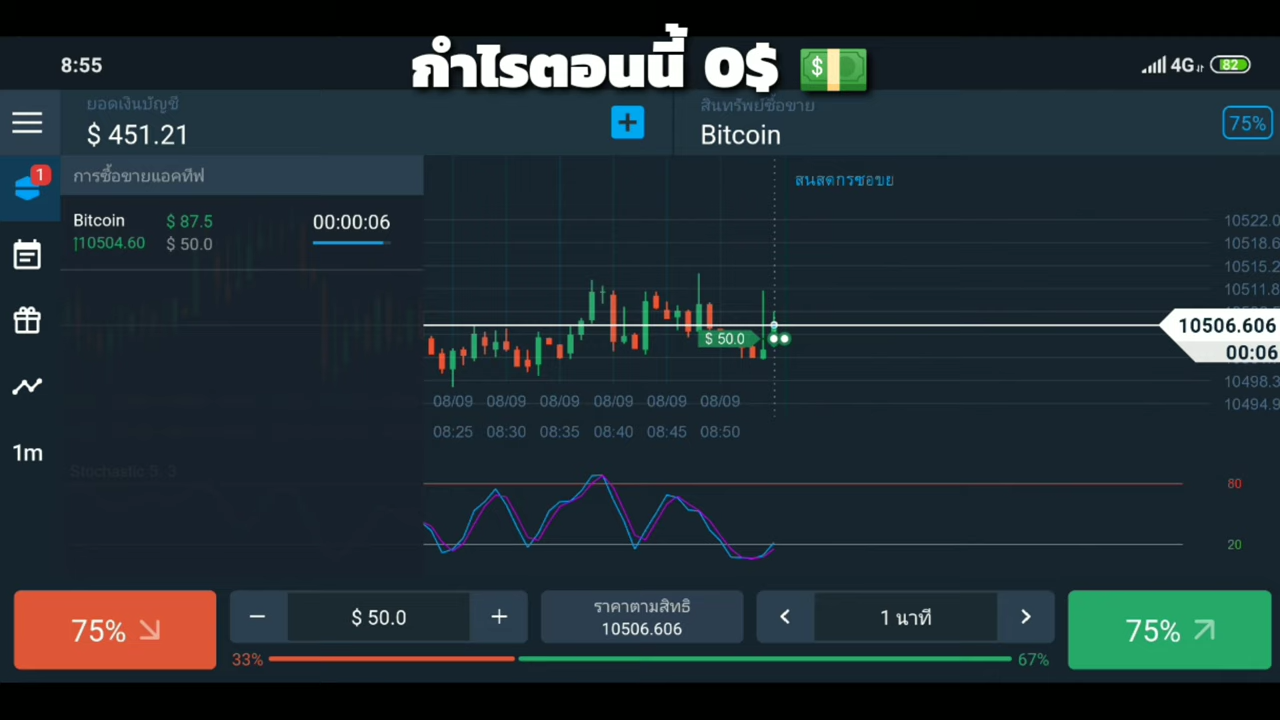 กำไรตอนนี้ 0$ 💵
8:55
4G 82
ยอดเงินบัญชี
$ 451.21
สินทรัพย์ซื้อขาย
Bitcoin
75%
1
การซื้อขายแอคทีฟ
Bitcoin $ 87.5 00:00:06
10504.60 $ 50.0
10522.0
10518.6
10515.2
10511.8
10506.606
00:06
$ 50.0
10498.3
10494.9
08/09 08/09 08/09 08/09 08/09 08/09
08:25 08:30 08:35 08:40 08:45 08:50
1m
80
20
75%
− $ 50.0 +
ราคาตามสิทธิ
10506.606
1 นาที
75%
33% 67%